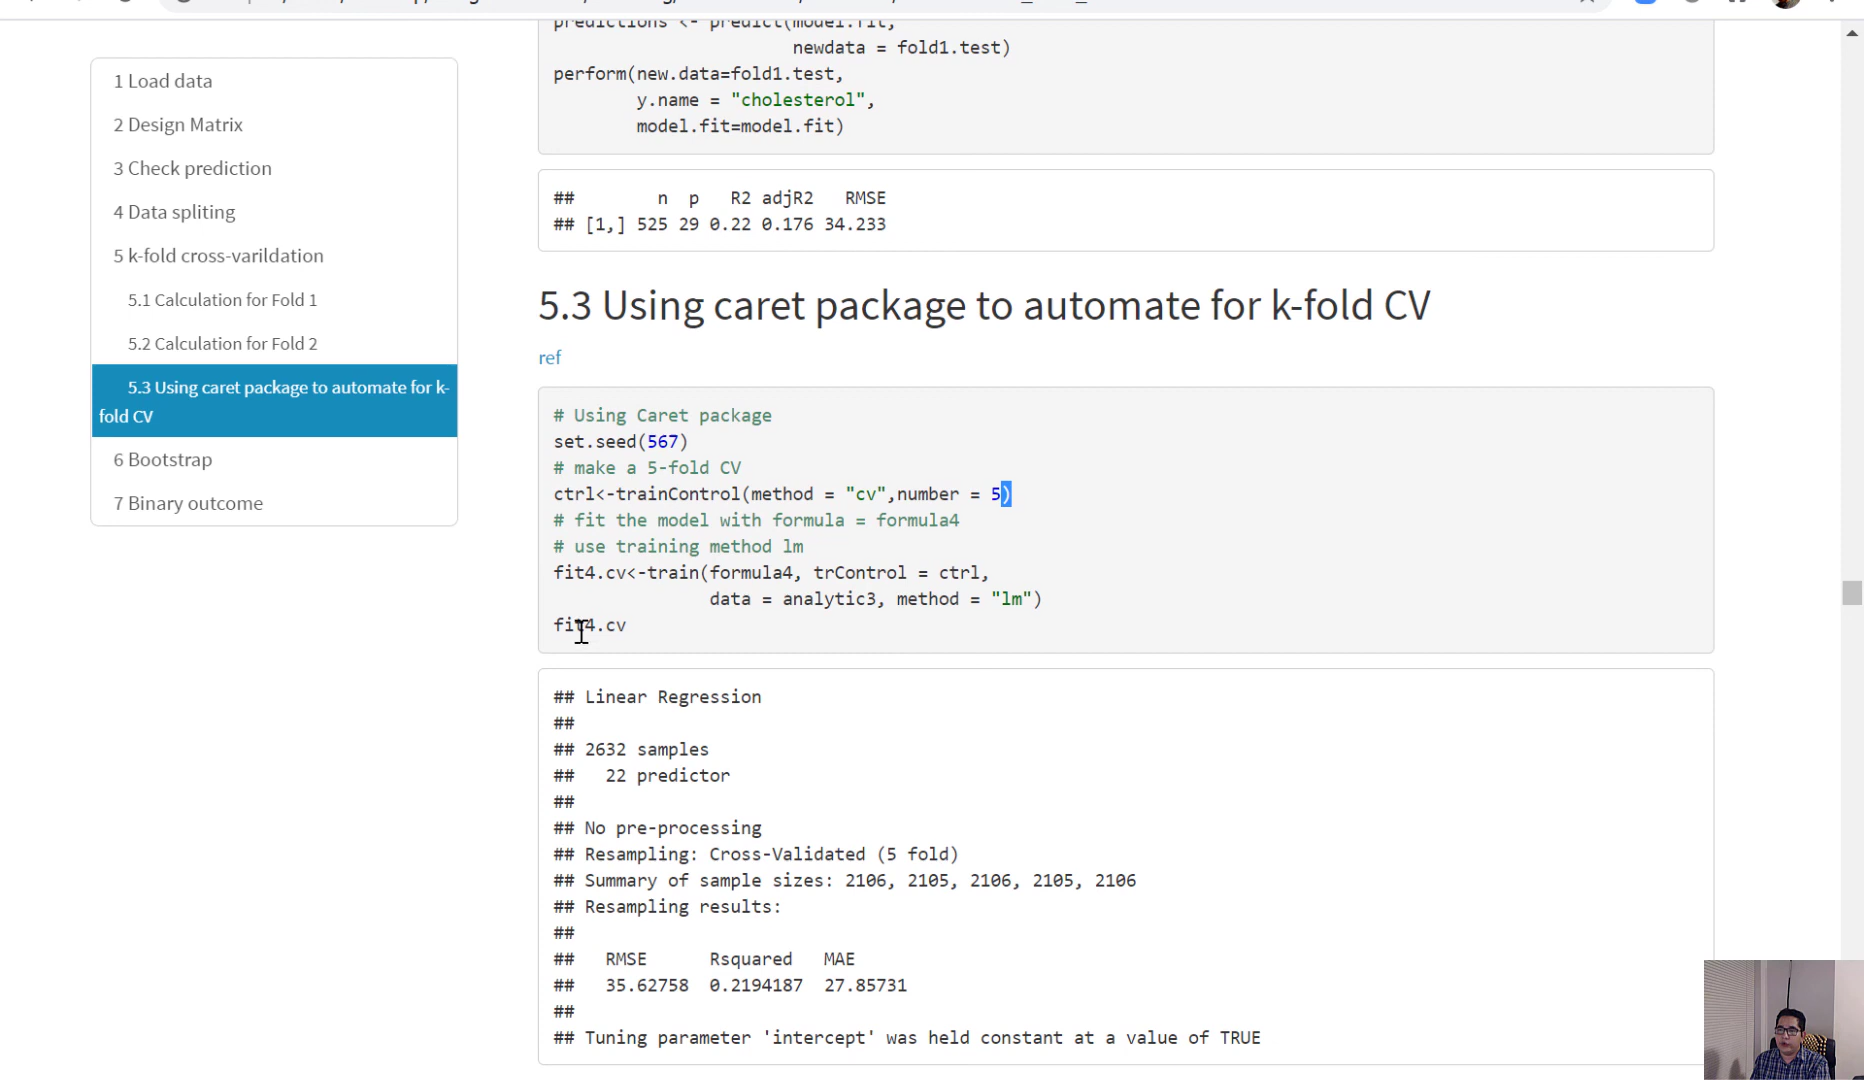 1 Load data
2 Design Matrix
3 Check prediction
4 Data spliting
5 k-fold cross-varildation
5.1 Calculation for Fold 1
5.2 Calculation for Fold 2
5.3 Using caret package to automate for k-
fold CV
6 Bootstrap
7 Binary outcome
predictions <- predict(model.fit,
newdata = fold1.test)
perform(new.data=fold1.test,
y.name = "cholesterol",
model.fit=model.fit)
## n p R2 adjR2 RMSE
## [1,] 525 29 0.22 0.176 34.233
5.3 Using caret package to automate for k-fold CV
ref
# Using Caret package
set.seed(567)
# make a 5-fold CV
ctrl<-trainControl(method = "cv",number = 5)
# fit the model with formula = formula4
# use training method lm
fit4.cv<-train(formula4, trControl = ctrl,
data = analytic3, method = "lm")
fit4.cv
## Linear Regression
##
## 2632 samples
## 22 predictor
##
## No pre-processing
## Resampling: Cross-Validated (5 fold)
## Summary of sample sizes: 2106, 2105, 2106, 2105, 2106
## Resampling results:
##
## RMSE Rsquared MAE
## 35.62758 0.2194187 27.85731
##
## Tuning parameter 'intercept' was held constant at a value of TRUE